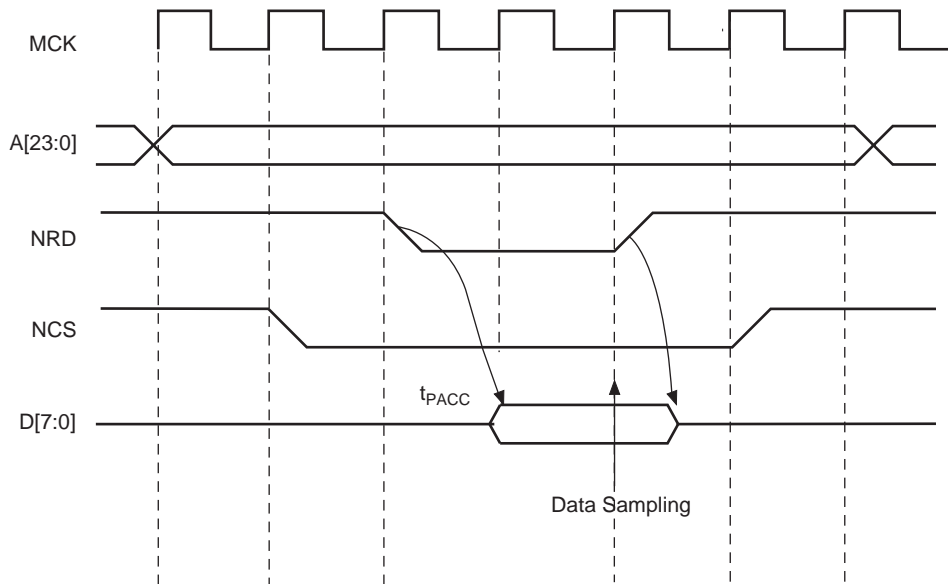 MCK
A[23:0]
NRD
NCS
tPACC
D[7:0]
Data Sampling